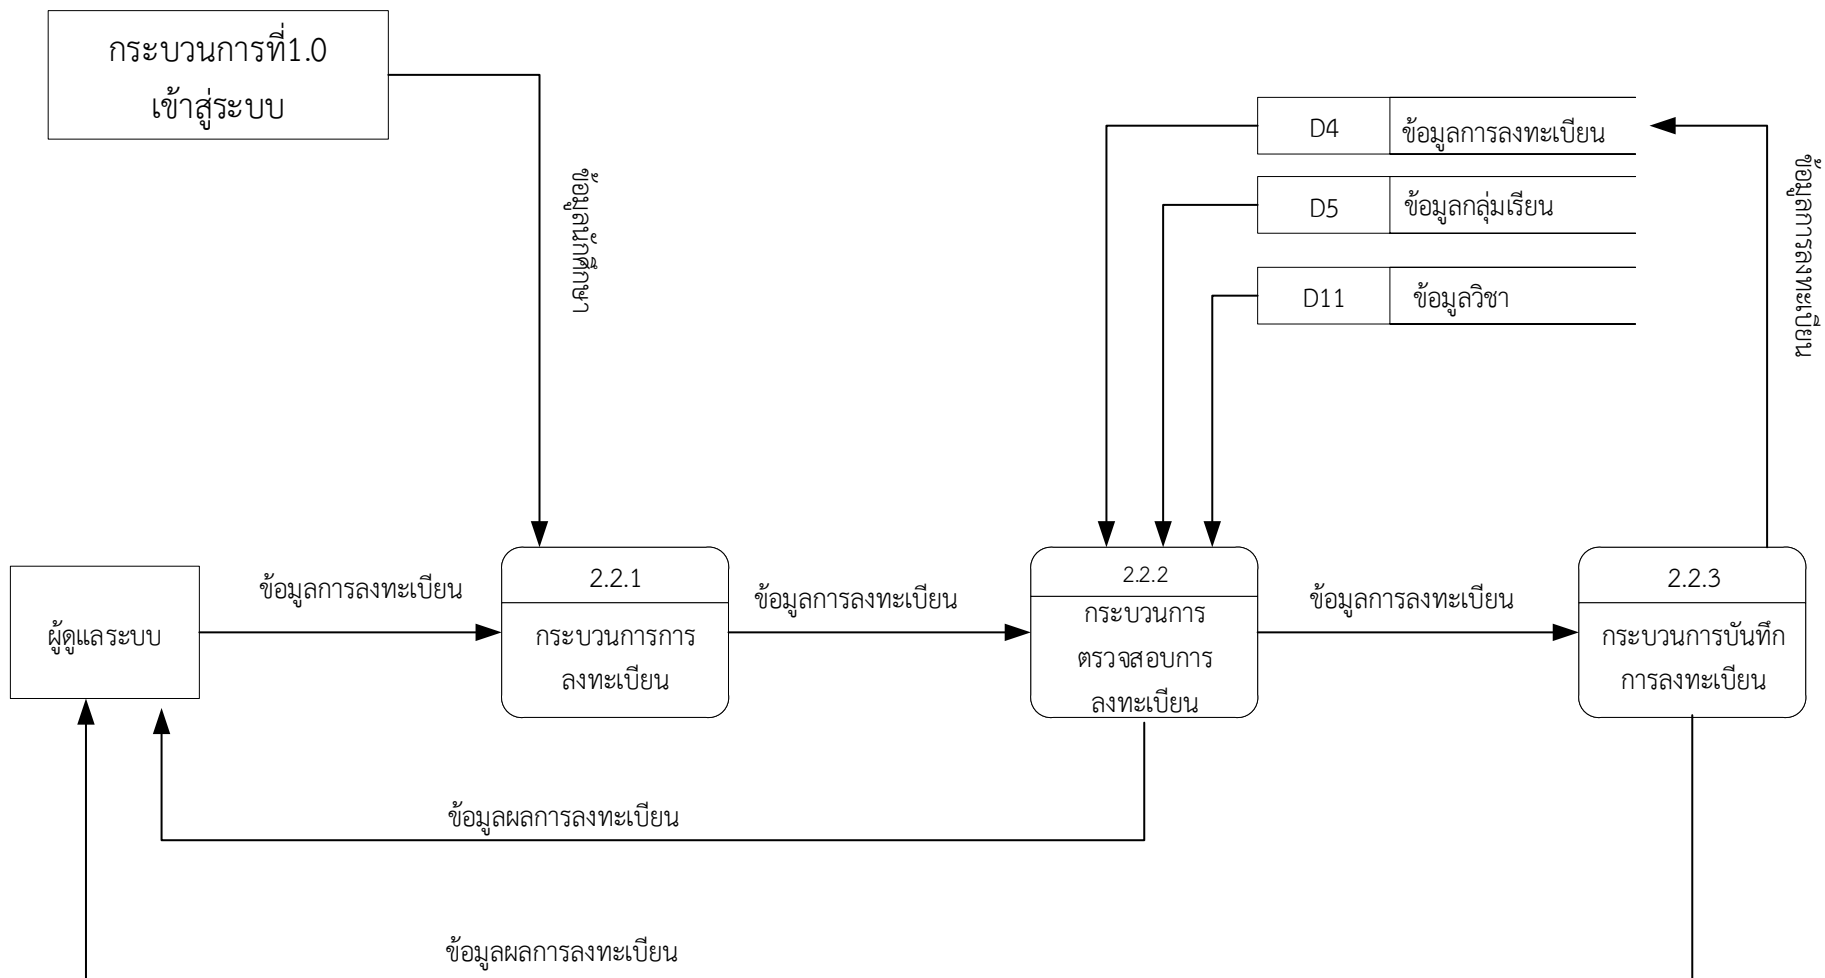 กระบวนการที่1.0
เข้าสู่ระบบ
D4
ข้อมูลการลงทะเบียน
D5
ข้อมูลกลุ่มเรียน
D11
ข้อมูลวิชา
ข้อมูลนักศึกษา
ข้อมูลการลงทะเบียน
ผู้ดูแลระบบ
ข้อมูลการลงทะเบียน
2.2.1
กระบวนการการ
ลงทะเบียน
ข้อมูลการลงทะเบียน
2.2.2
กระบวนการ
ตรวจสอบการ
ลงทะเบียน
ข้อมูลการลงทะเบียน
2.2.3
กระบวนการบันทึก
การลงทะเบียน
ข้อมูลผลการลงทะเบียน
ข้อมูลผลการลงทะเบียน